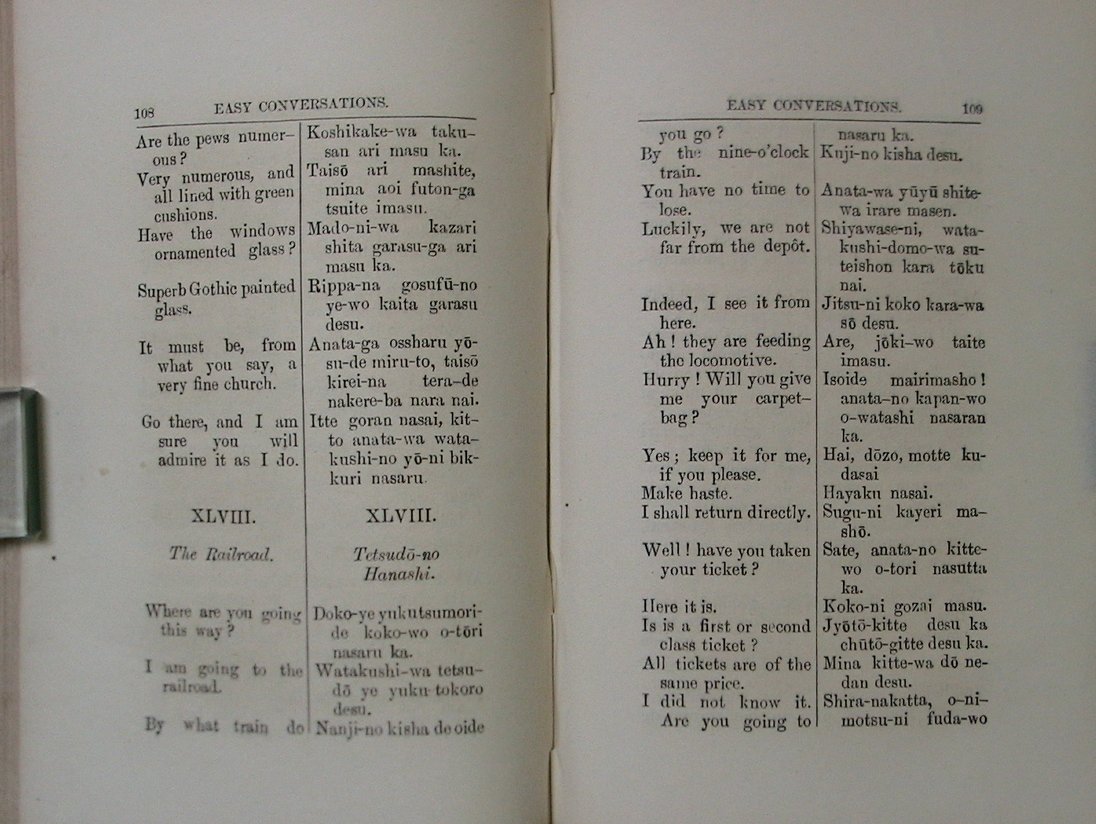 108 EASY CONVERSATIONS.
Are the pews numer-
ous?
Very numerous, and
all lined with green
cushions.
Have the windows
ornamented glass?
Superb Gothic painted
glass.
It must be, from
what you say, a
very fine church.
Go there, and I am
sure you will
admire it as I do.
XLVIII.
The Railroad.
Where are you going
this way?
I am going to the
railroad.
By what train do
Koshikake-wa taku-
san ari masu ka.
Taisō ari mashite,
mina aoi futon-ga
tsuite imasu.
Mado-ni-wa kazari
shita garasu-ga ari
masu ka.
Rippa-na gosufū-no
ye-wo kaita garasu
desu.
Anata-ga ossharu yō-
su-de miru-to, taisō
kirei-na tera-de
nakere-ba nara nai.
Itte goran nasai, kit-
to anata-wa wata-
kushi-no yō-ni bik-
kuri nasaru.
XLVIII.
Tetsudō-no
Hanashi.
Doko-ye yukutsumori-
de koko-wo o-tōri
nasaru ka.
Watakushi-wa tetsu-
dō ye yuku tokoro
desu.
Nanji-no kisha de oide
EASY CONVERSATIONS. 109
you go?
By the nine-o'clock
train.
You have no time to
lose.
Luckily, we are not
far from the depôt.
Indeed, I see it from
here.
Ah! they are feeding
the locomotive.
Hurry! Will you give
me your carpet-
bag?
Yes; keep it for me,
if you please.
Make haste.
I shall return directly.
Well! have you taken
your ticket?
Here it is.
Is is a first or second
class ticket?
All tickets are of the
same price.
I did not know it.
Are you going to
nasaru ka.
Kuji-no kisha desu.
Anata-wa yūyū shite-
wa irare masen.
Shiyawase-ni, wata-
kushi-domo-wa su-
teishon kara tōku
nai.
Jitsu-ni koko kara-wa
sō desu.
Are, jōki-wo taite
imasu.
Isoide mairimasho!
anata-no kapan-wo
o-watashi nasaran
ka.
Hai, dōzo, motte ku-
dasai
Hayaku nasai.
Sugu-ni kayeri ma-
shō.
Sate, anata-no kitte-
wo o-tori nasutta
ka.
Koko-ni gozai masu.
Jyōtō-kitte desu ka
chūtō-gitte desu ka.
Mina kitte-wa dō ne-
dan desu.
Shira-nakatta, o-ni-
motsu-ni fuda-wo